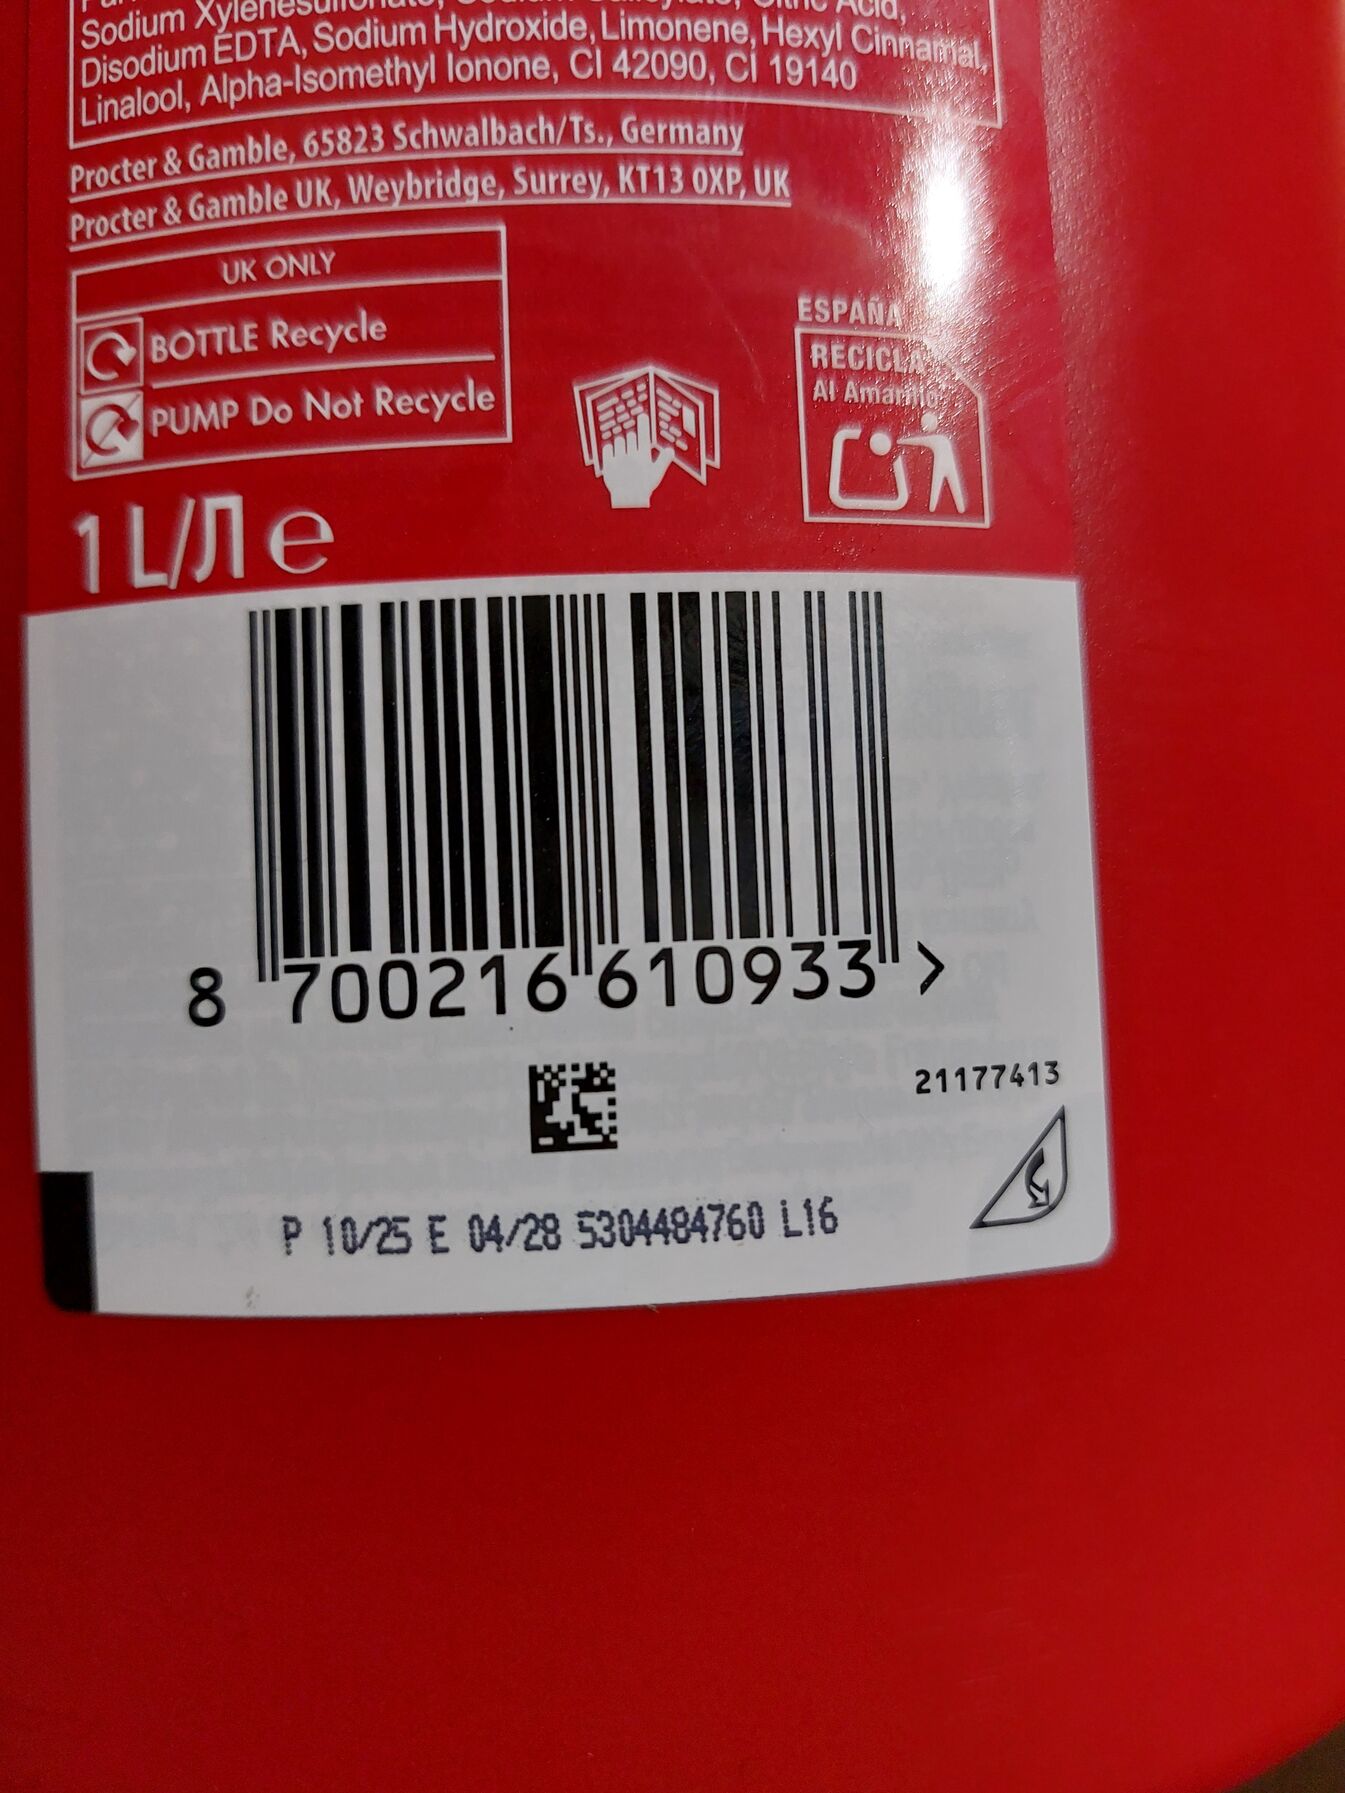 Sodium Xylenesulfonate, Sodium Salicylate, Citric Acid,
Disodium EDTA, Sodium Hydroxide, Limonene, Hexyl Cinnamal,
Linalool, Alpha-Isomethyl Ionone, CI 42090, CI 19140
Procter & Gamble, 65823 Schwalbach/Ts., Germany
Procter & Gamble UK, Weybridge, Surrey, KT13 0XP, UK
UK ONLY
BOTTLE Recycle
PUMP Do Not Recycle
ESPAÑA
RECICLA
Al Amarillo
1 L/Л e
8 700216 610933 >
21177413
P 10/25 E 04/28 5304484760 L16